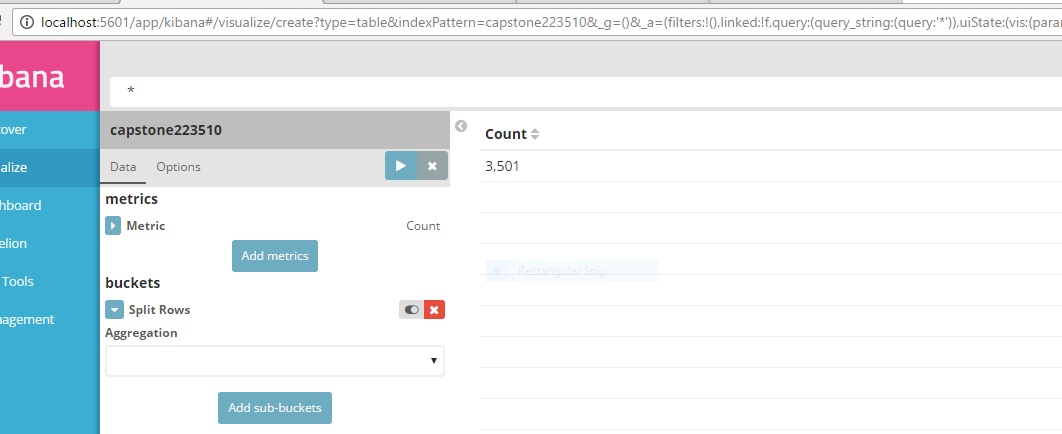 localhost:5601/app/kibana#/visualize/create?type=table&indexPattern=capstone223510&_g=()&_a=(filters:!(),linked:!f,query:(query_string:(query:'*')),uiState:(vis:(para
bana
*
over
alize
hboard
elion
Tools
nagement
capstone223510
Data Options
metrics
Metric Count
Add metrics
buckets
Split Rows
Aggregation
Add sub-buckets
Count
3,501
Rectangular Snip